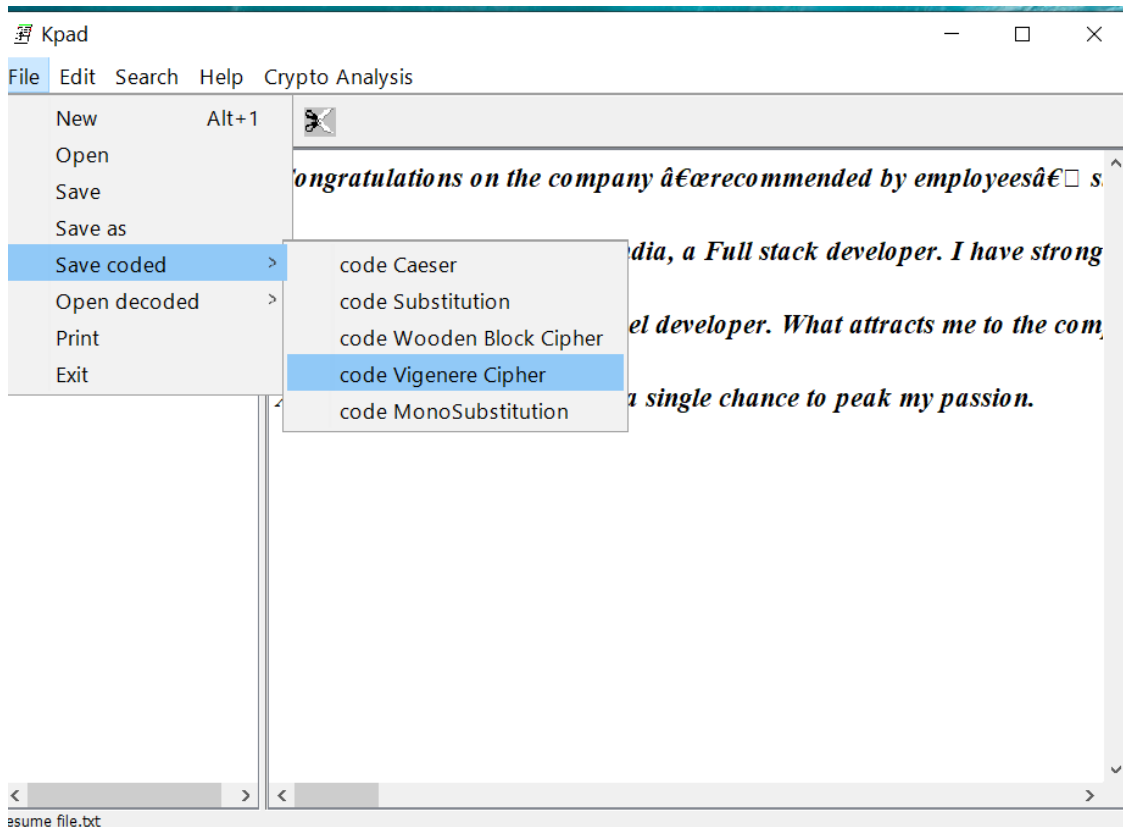 Kpad
File Edit Search Help Crypto Analysis
New Alt+1
Open
Save
Save as
Save coded >
Open decoded >
Print
Exit
code Caeser
code Substitution
code Wooden Block Cipher
code Vigenere Cipher
code MonoSubstitution
ongratulations on the company â€œrecommended by employeesâ€□ s
dia, a Full stack developer. I have strong
el developer. What attracts me to the com
a single chance to peak my passion.
esume file.txt